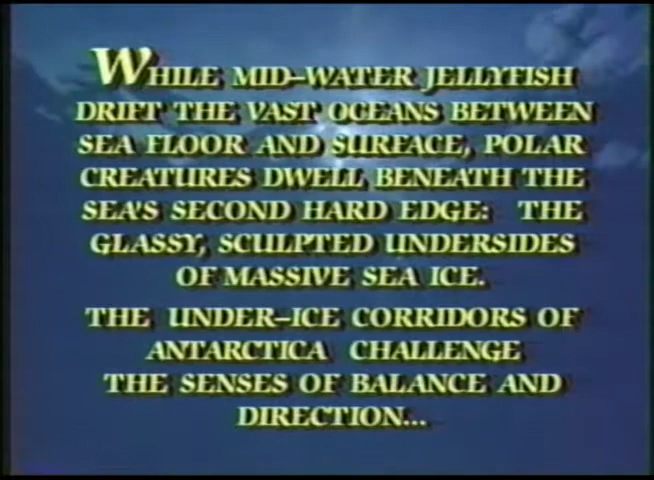 WHILE MID-WATER JELLYFISH
DRIFT THE VAST OCEANS BETWEEN
SEA FLOOR AND SURFACE, POLAR
CREATURES DWELL BENEATH THE
SEA'S SECOND HARD EDGE: THE
GLASSY, SCULPTED UNDERSIDES
OF MASSIVE SEA ICE.
THE UNDER-ICE CORRIDORS OF
ANTARCTICA CHALLENGE
THE SENSES OF BALANCE AND
DIRECTION...